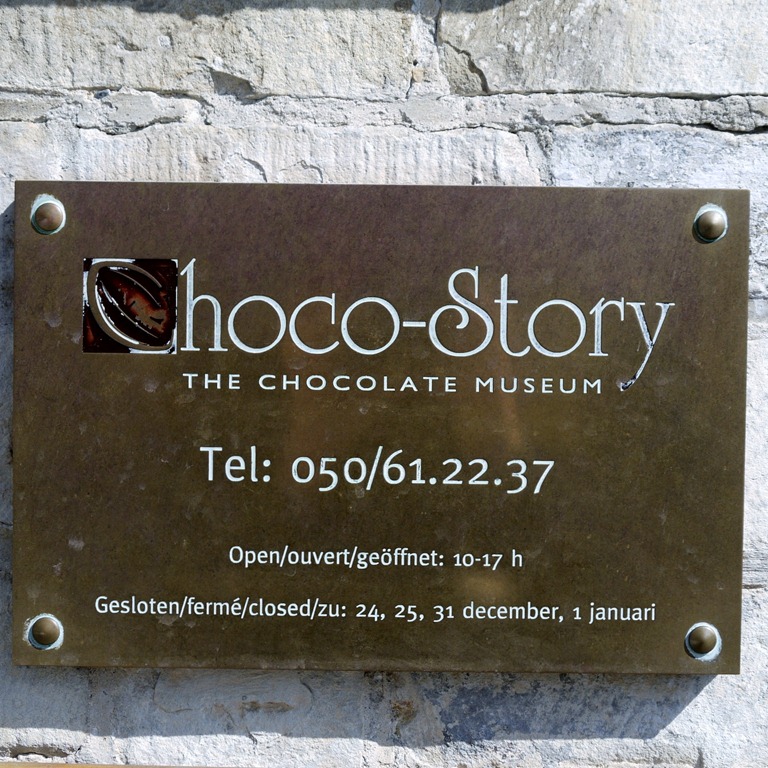 Choco-Story
THE CHOCOLATE MUSEUM
Tel: 050/61.22.37
Open/ouvert/geöffnet: 10-17 h
Gesloten/fermé/closed/zu: 24, 25, 31 december, 1 januari